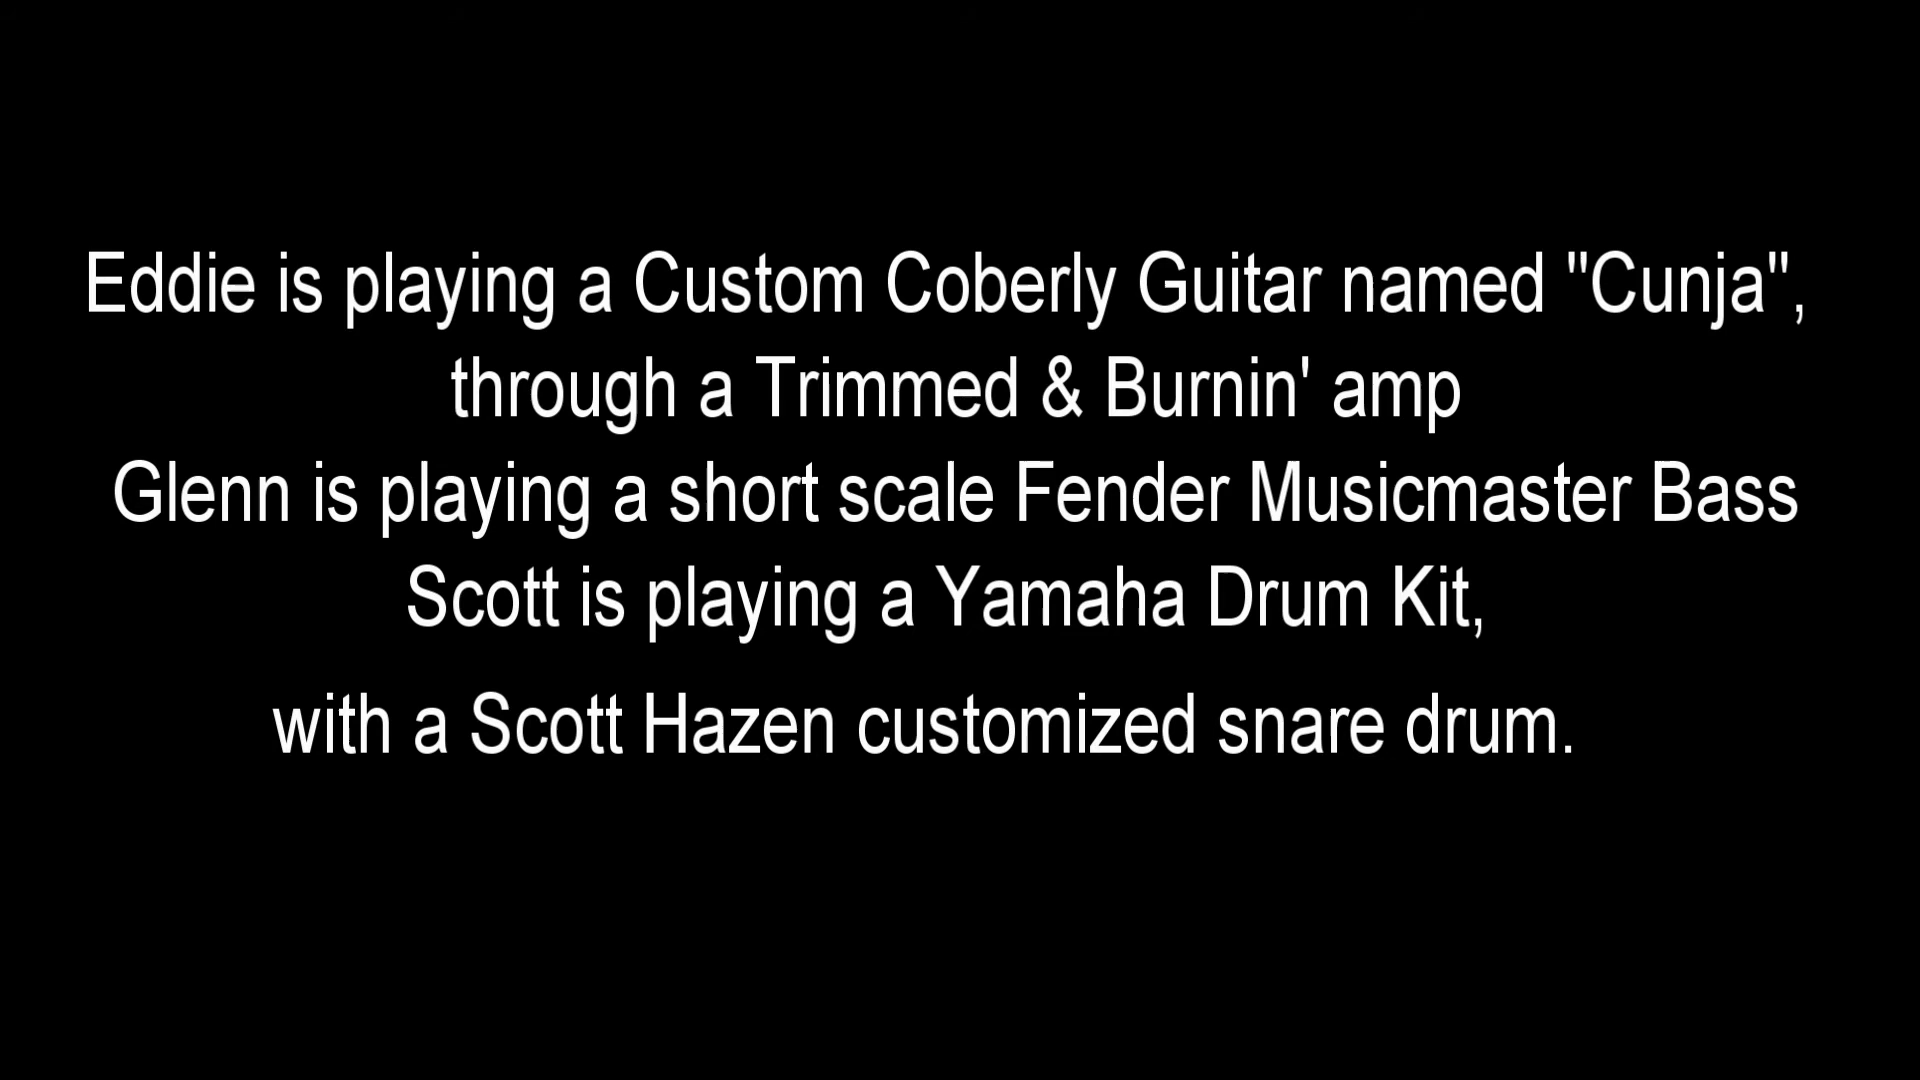 Eddie is playing a Custom Coberly Guitar named "Cunja",
through a Trimmed & Burnin' amp
Glenn is playing a short scale Fender Musicmaster Bass
Scott is playing a Yamaha Drum Kit,
with a Scott Hazen customized snare drum.